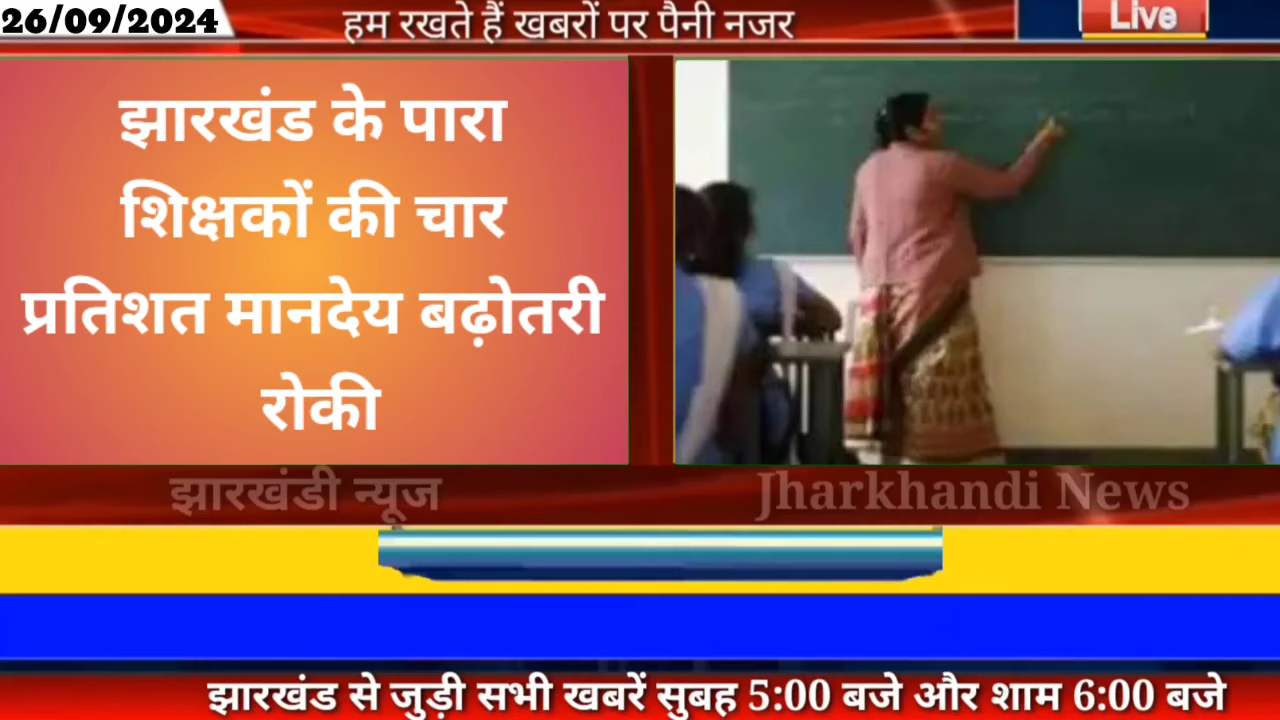 26/09/2024
हम रखते हैं खबरों पर पैनी नजर
Live
झारखंड के पारा
शिक्षकों की चार
प्रतिशत मानदेय बढ़ोतरी
रोकी
झारखंडी न्यूज
Jharkhandi News
झारखंड से जुड़ी सभी खबरें सुबह 5:00 बजे और शाम 6:00 बजे